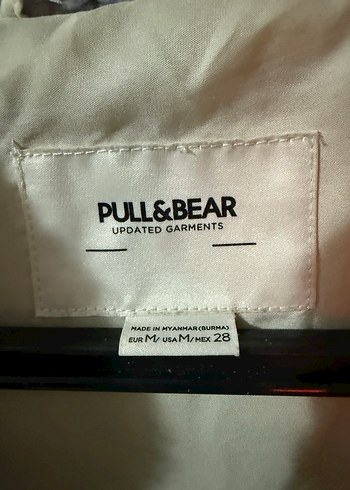 PULL&BEAR
UPDATED GARMENTS
MADE IN MYANMAR(BURMA)
EUR M/ USA M/ MEX 28